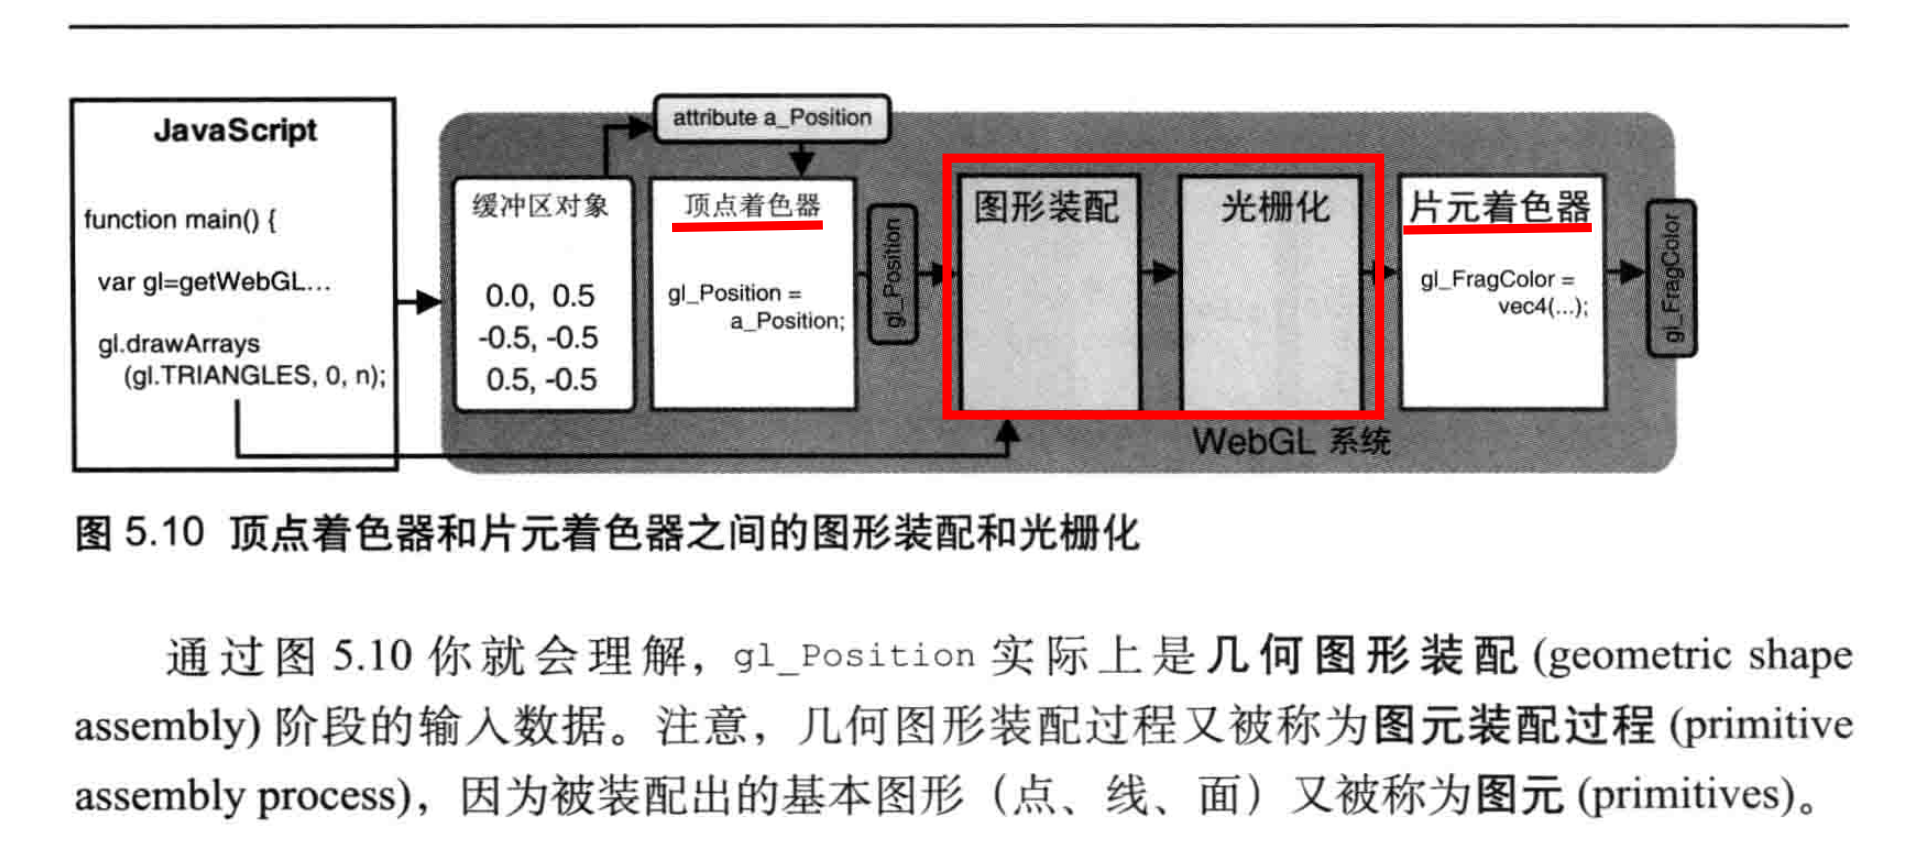 JavaScript
function main() {
var gl=getWebGL...
gl.drawArrays
(gl.TRIANGLES, 0, n);
attribute a_Position
缓冲区对象
0.0, 0.5
-0.5, -0.5
0.5, -0.5
顶点着色器
gl_Position =
a_Position;
gl_Position
图形装配
光栅化
片元着色器
gl_FragColor =
vec4(...);
gl_FragColor
WebGL 系统
图 5.10 顶点着色器和片元着色器之间的图形装配和光栅化
通过图 5.10 你就会理解，gl_Position 实际上是几何图形装配 (geometric shape
assembly) 阶段的输入数据。注意，几何图形装配过程又被称为图元装配过程 (primitive
assembly process)，因为被装配出的基本图形（点、线、面）又被称为图元 (primitives)。